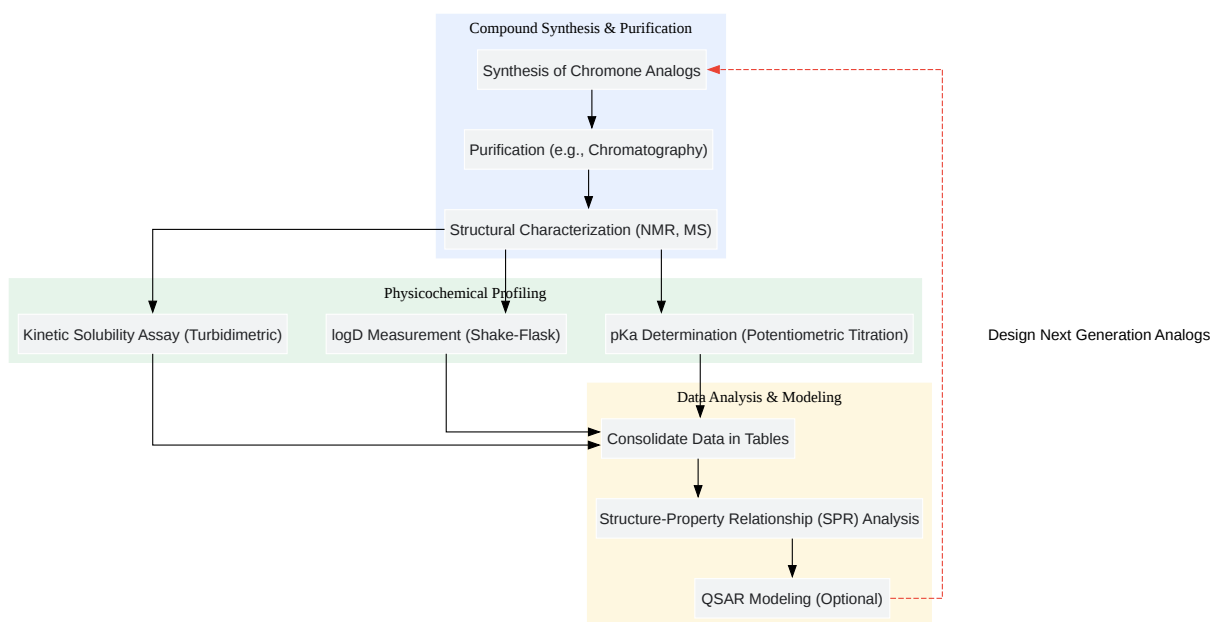 Compound Synthesis & Purification
Synthesis of Chromone Analogs
Purification (e.g., Chromatography)
Structural Characterization (NMR, MS)
Physicochemical Profiling
Kinetic Solubility Assay (Turbidimetric)
logD Measurement (Shake-Flask)
pKa Determination (Potentiometric Titration)
Design Next Generation Analogs
Data Analysis & Modeling
Consolidate Data in Tables
Structure-Property Relationship (SPR) Analysis
QSAR Modeling (Optional)